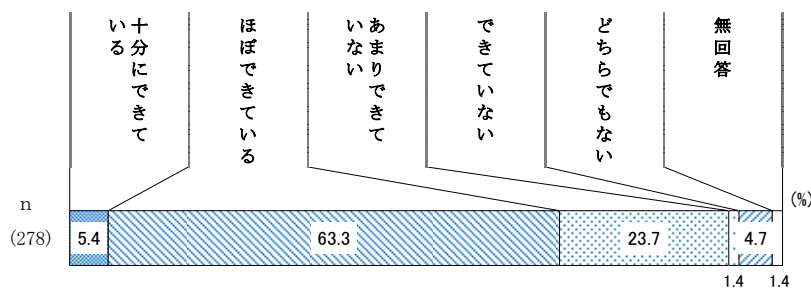 十分にできて
いる
ほぼできている
あまりできて
いない
できていない
どちらでもない
無回答
(%)
n
(278)
5.4
63.3
23.7
4.7
1.4
1.4